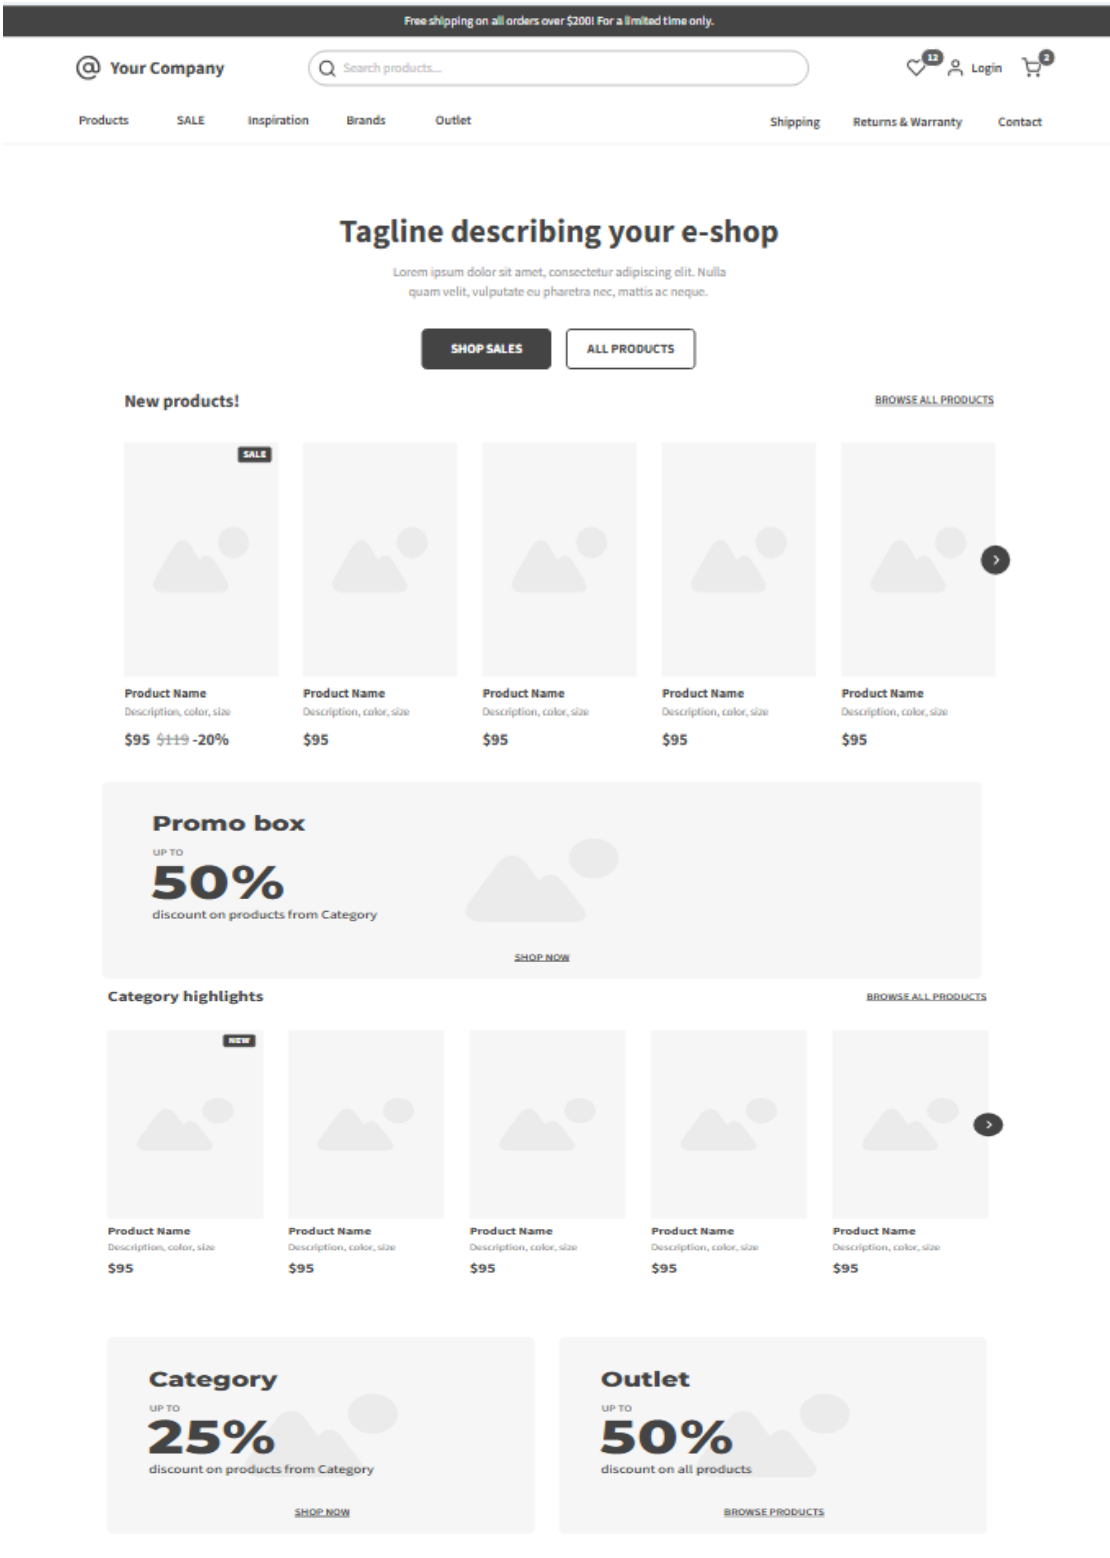 Free shipping on all orders over $200! For a limited time only.
@ Your Company
Search products...
12
Login
2
Products SALE Inspiration Brands Outlet
Shipping Returns & Warranty Contact
Tagline describing your e-shop
Lorem ipsum dolor sit amet, consectetur adipiscing elit. Nulla
quam velit, vulputate eu pharetra nec, mattis ac neque.
SHOP SALES ALL PRODUCTS
New products!
BROWSE ALL PRODUCTS
SALE
Product Name Product Name Product Name Product Name Product Name
Description, color, size Description, color, size Description, color, size Description, color, size Description, color, size
$95 $119 -20% $95 $95 $95 $95
Promo box
UP TO
50%
discount on products from Category
SHOP NOW
Category highlights
BROWSE ALL PRODUCTS
NEW
Product Name Product Name Product Name Product Name Product Name
Description, color, size Description, color, size Description, color, size Description, color, size Description, color, size
$95 $95 $95 $95 $95
Category
UP TO
25%
discount on products from Category
SHOP NOW
Outlet
UP TO
50%
discount on all products
BROWSE PRODUCTS